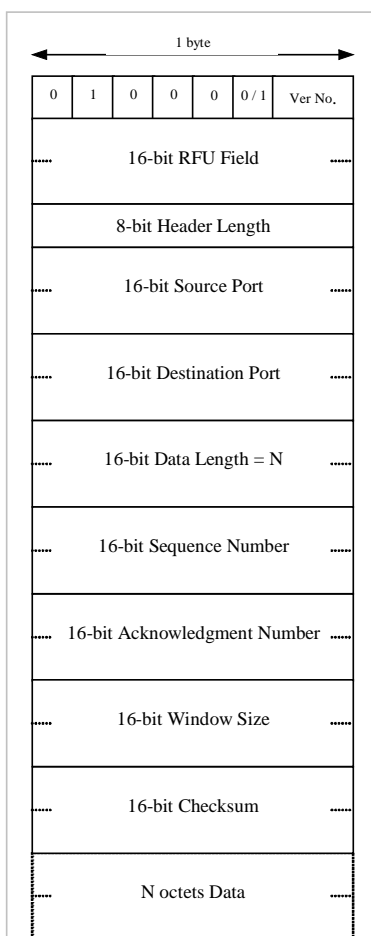 1 byte
0 1 0 0 0 0 / 1 Ver No.
16-bit RFU Field
8-bit Header Length
16-bit Source Port
16-bit Destination Port
16-bit Data Length = N
16-bit Sequence Number
16-bit Acknowledgment Number
16-bit Window Size
16-bit Checksum
N octets Data